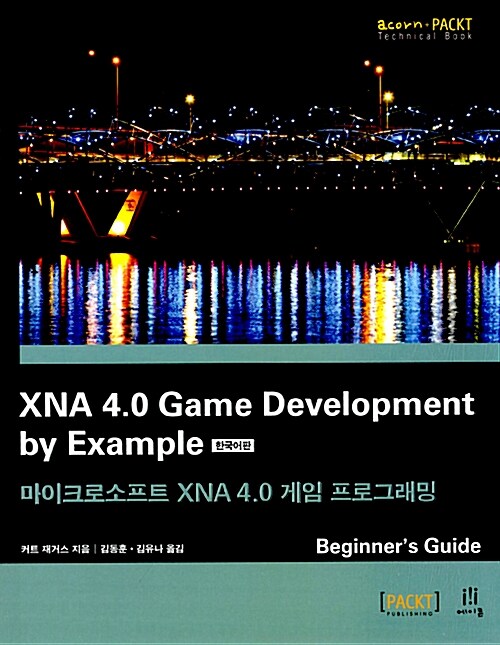 acorn+PACKT
Technical Book
XNA 4.0 Game Development
by Example 한국어판
마이크로소프트 XNA 4.0 게임 프로그래밍
커트 재거스 지음 | 김동훈 · 김유나 옮김
Beginner's Guide
[PACKT]
PUBLISHING
에이콘